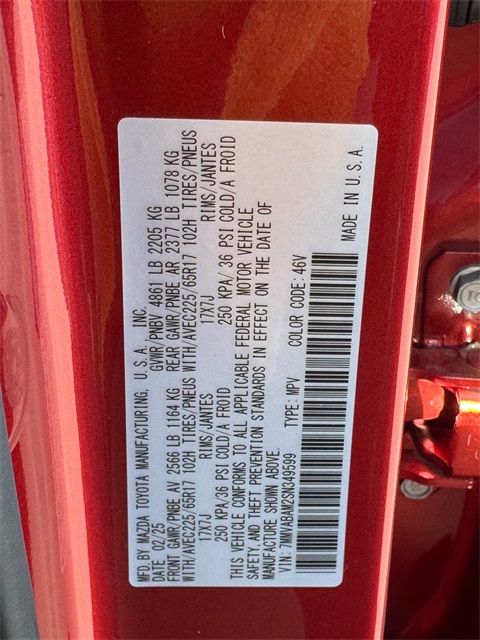 MFD.BY MAZDA TOYOTA MANUFACTURING, U.S.A. INC.
DATE 02/25 GVWR/PNBV 4861 LB 2205 KG
FRONT GAWR/PNBE AV 2566 LB 1164 KG REAR GAWR/PNBE AR 2377 LB 1078 KG
WITH/AVEC225/65R17 102H TIRES/PNEUS WITH/AVEC225/65R17 102H TIRES/PNEUS
17X7J RIMS/JANTES 17X7J RIMS/JANTES
250 KPA/36 PSI COLD/A FROID 250 KPA/36 PSI COLD/A FROID
THIS VEHICLE CONFORMS TO ALL APPLICABLE FEDERAL MOTOR VEHICLE
SAFETY, AND THEFT PREVENTION STANDARDS IN EFFECT ON THE DATE OF
MANUFACTURE SHOWN ABOVE.
VIN: 7MMVABAM2SN349599 TYPE: MPV COLOR CODE: 46V
MADE IN U.S.A.